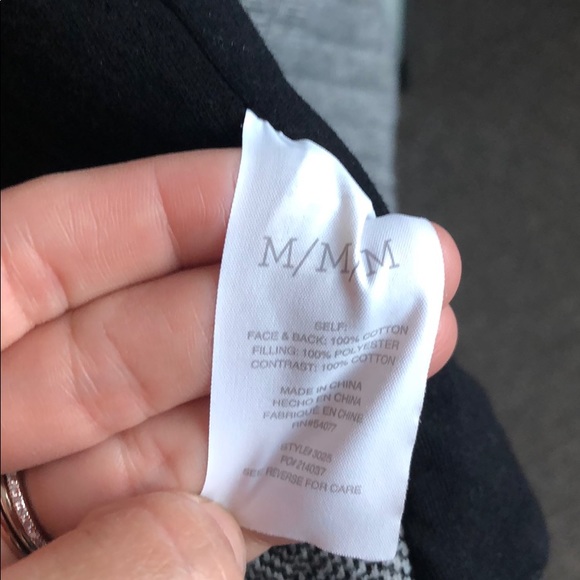 M/M/M
SELF:
FACE & BACK: 100% COTTON
FILLING: 100% POLYESTER
CONTRAST: 100% COTTON
MADE IN CHINA
HECHO EN CHINA
FABRIQUE EN CHINE
RN#54077
STYLE# 3025
PO# 214037
SEE REVERSE FOR CARE